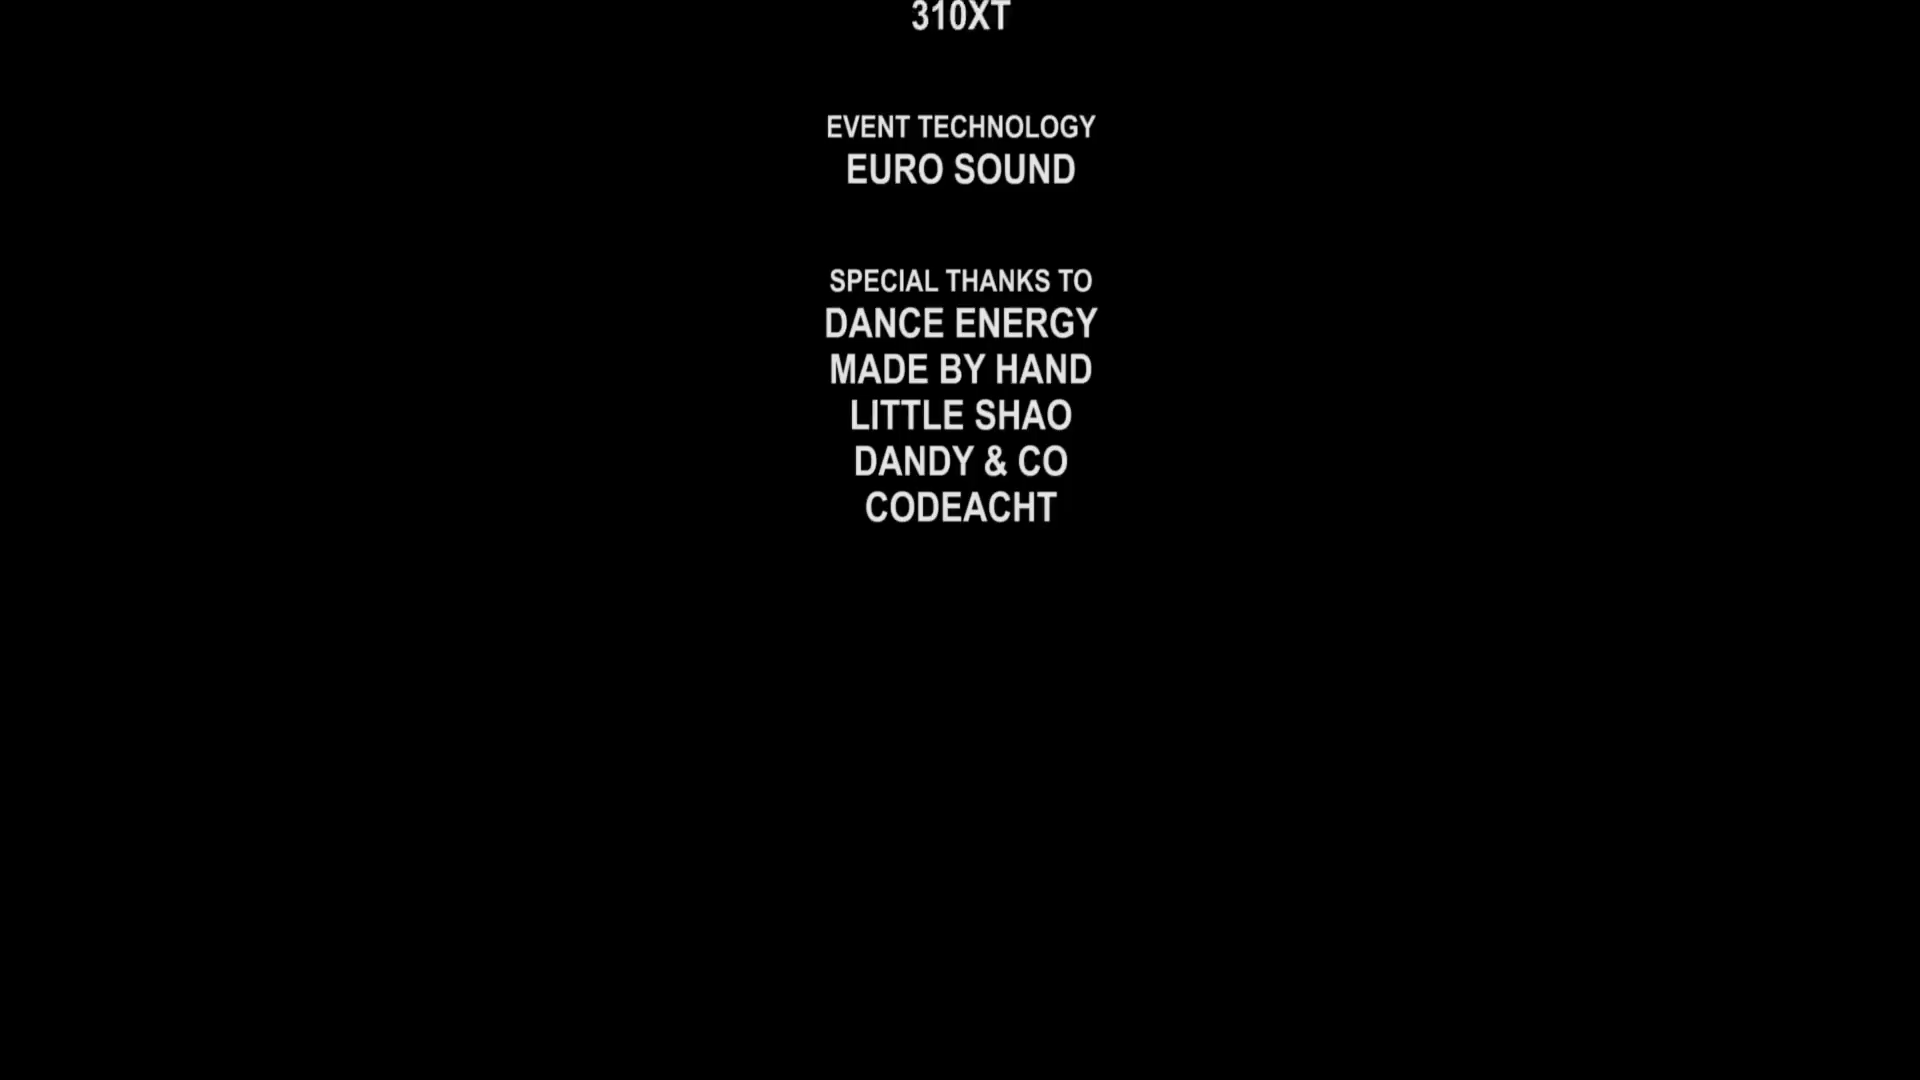 310XT
EVENT TECHNOLOGY
EURO SOUND
SPECIAL THANKS TO
DANCE ENERGY
MADE BY HAND
LITTLE SHAO
DANDY & CO
CODEACHT